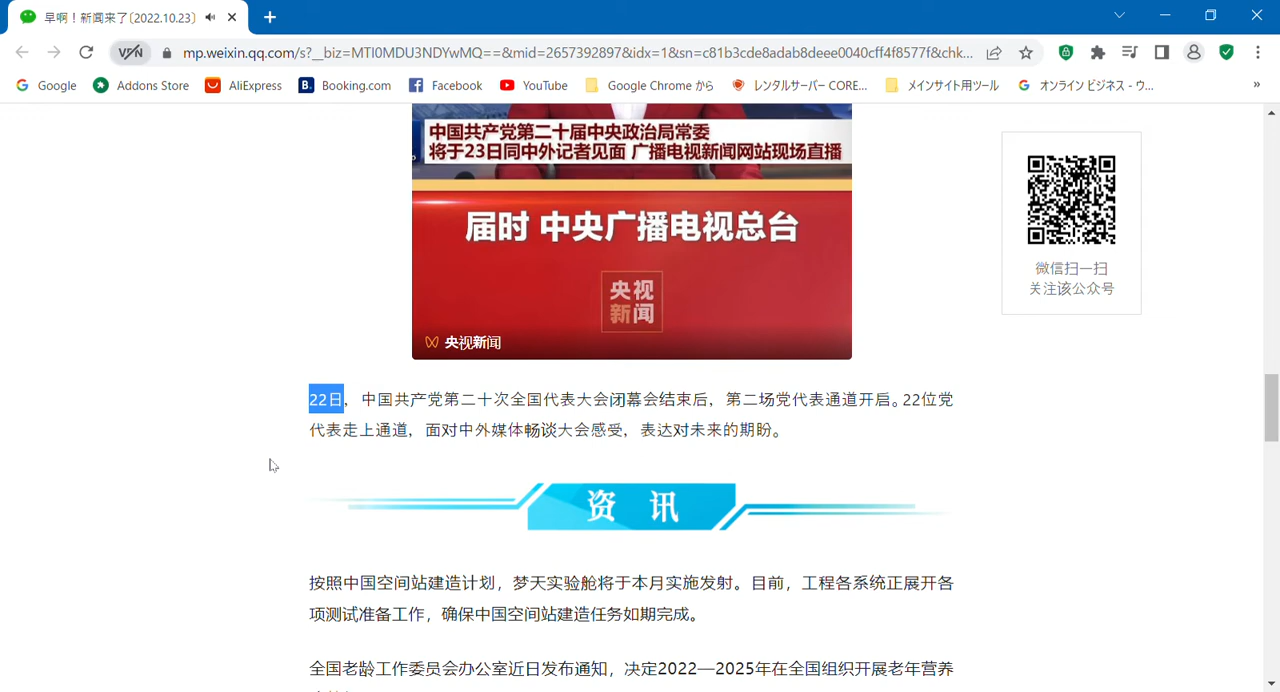 早啊！新闻来了〔2022.10.23〕
VPN
mp.weixin.qq.com/s?__biz=MTI0MDU3NDYwMQ==&mid=2657392897&idx=1&sn=c81b3cde8adab8deee0040cff4f8577f&chk...
Google
Addons Store
AliExpress
B. Booking.com
Facebook
YouTube
Google Chrome から
レンタルサーバー CORE...
メインサイト用ツール
オンライン ビジネス - ウ...
»
中国共产党第二十届中央政治局常委
将于23日同中外记者见面 广播电视新闻网站现场直播
届时 中央广播电视总台
央视
新闻
央视新闻
微信扫一扫
关注该公众号
22日，中国共产党第二十次全国代表大会闭幕会结束后，第二场党代表通道开启。22位党
代表走上通道，面对中外媒体畅谈大会感受，表达对未来的期盼。
资 讯
按照中国空间站建造计划，梦天实验舱将于本月实施发射。目前，工程各系统正展开各
项测试准备工作，确保中国空间站建造任务如期完成。
全国老龄工作委员会办公室近日发布通知，决定2022—2025年在全国组织开展老年营养